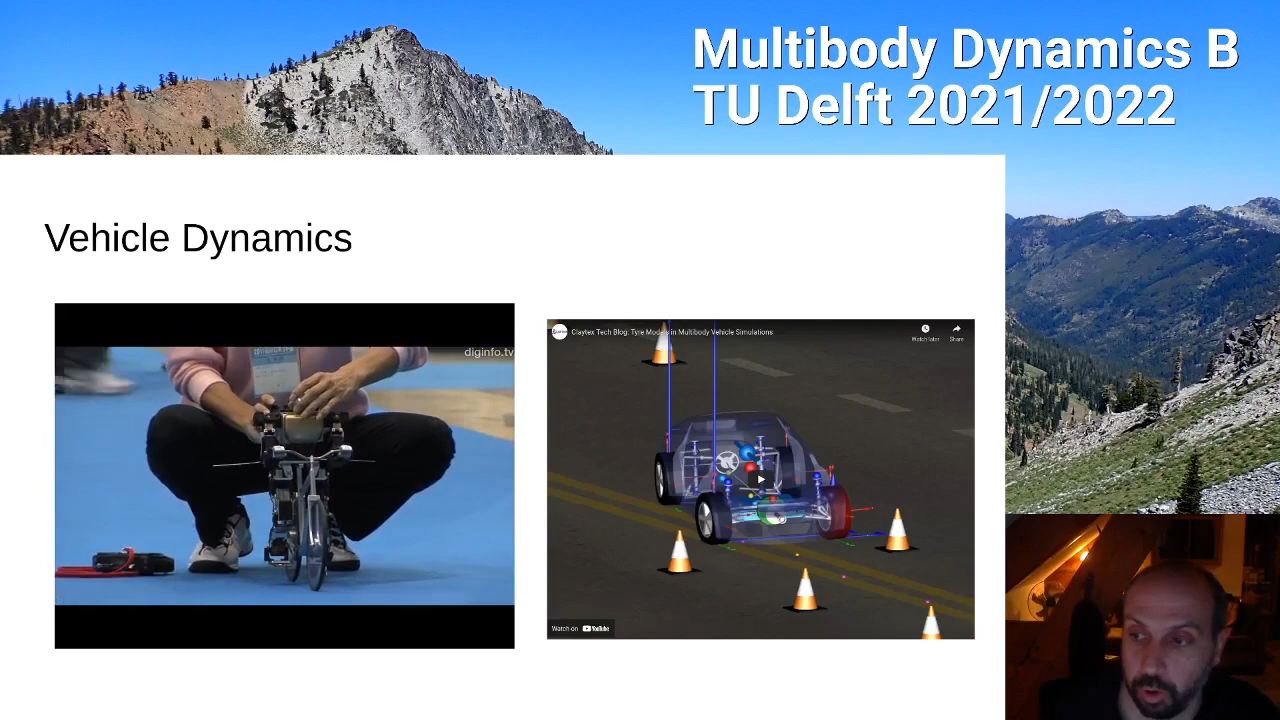 Multibody Dynamics B
TU Delft 2021/2022
Vehicle Dynamics
diginfo.tv
Claytex Tech Blog: Tyre Models in Multibody Vehicle Simulations
Watch later
Share
Watch on YouTube